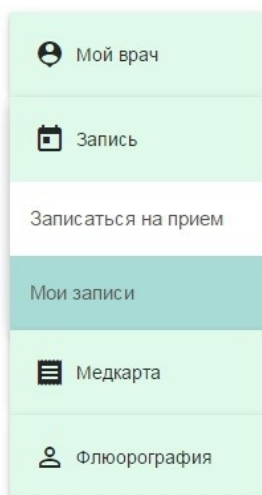 Мой врач
Запись
Записаться на прием
Мои записи
Медкарта
Флюорография